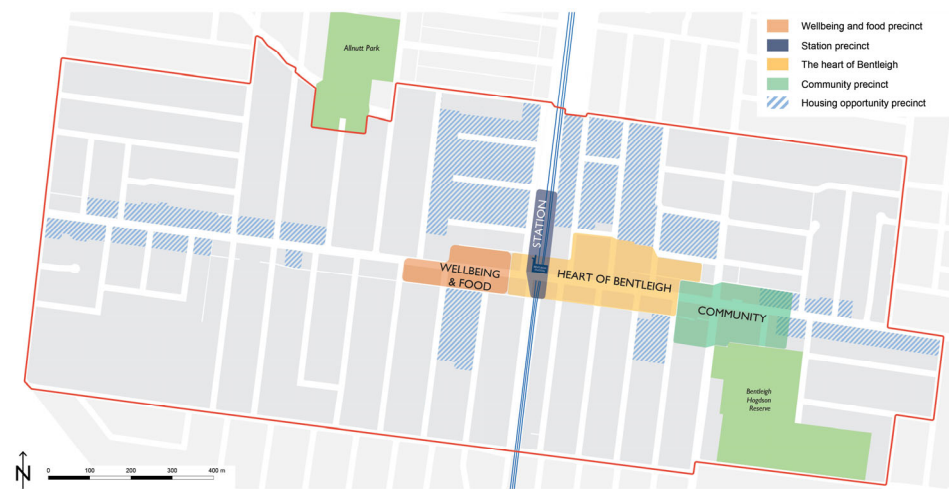 Allnutt Park
Wellbeing and food precinct
Station precinct
The heart of Bentleigh
Community precinct
Housing opportunity precinct
STATION
WELLBEING
& FOOD
HEART OF BENTLEIGH
COMMUNITY
Bentleigh
Hogdson
Reserve
N
0 100 200 300 400 m